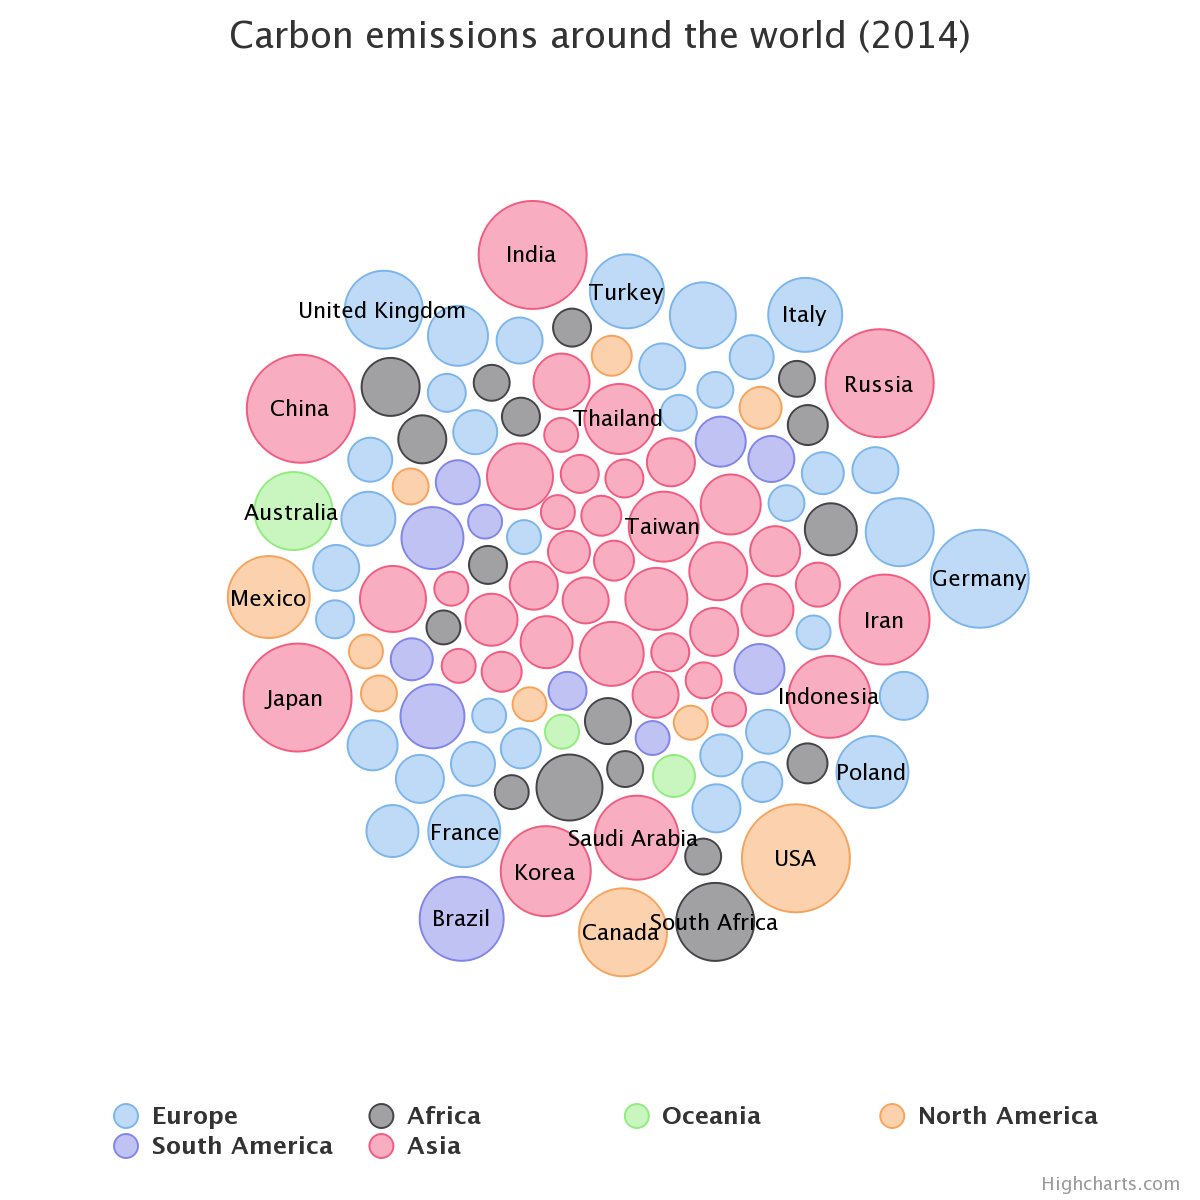 Carbon emissions around the world (2014)
India
Turkey
United Kingdom
Italy
Russia
China
Thailand
Australia
Taiwan
Germany
Mexico
Iran
Japan
Indonesia
Poland
France
Saudi Arabia
USA
Korea
Brazil
Canada
South Africa
Europe
Africa
Oceania
North America
South America
Asia
Highcharts.com